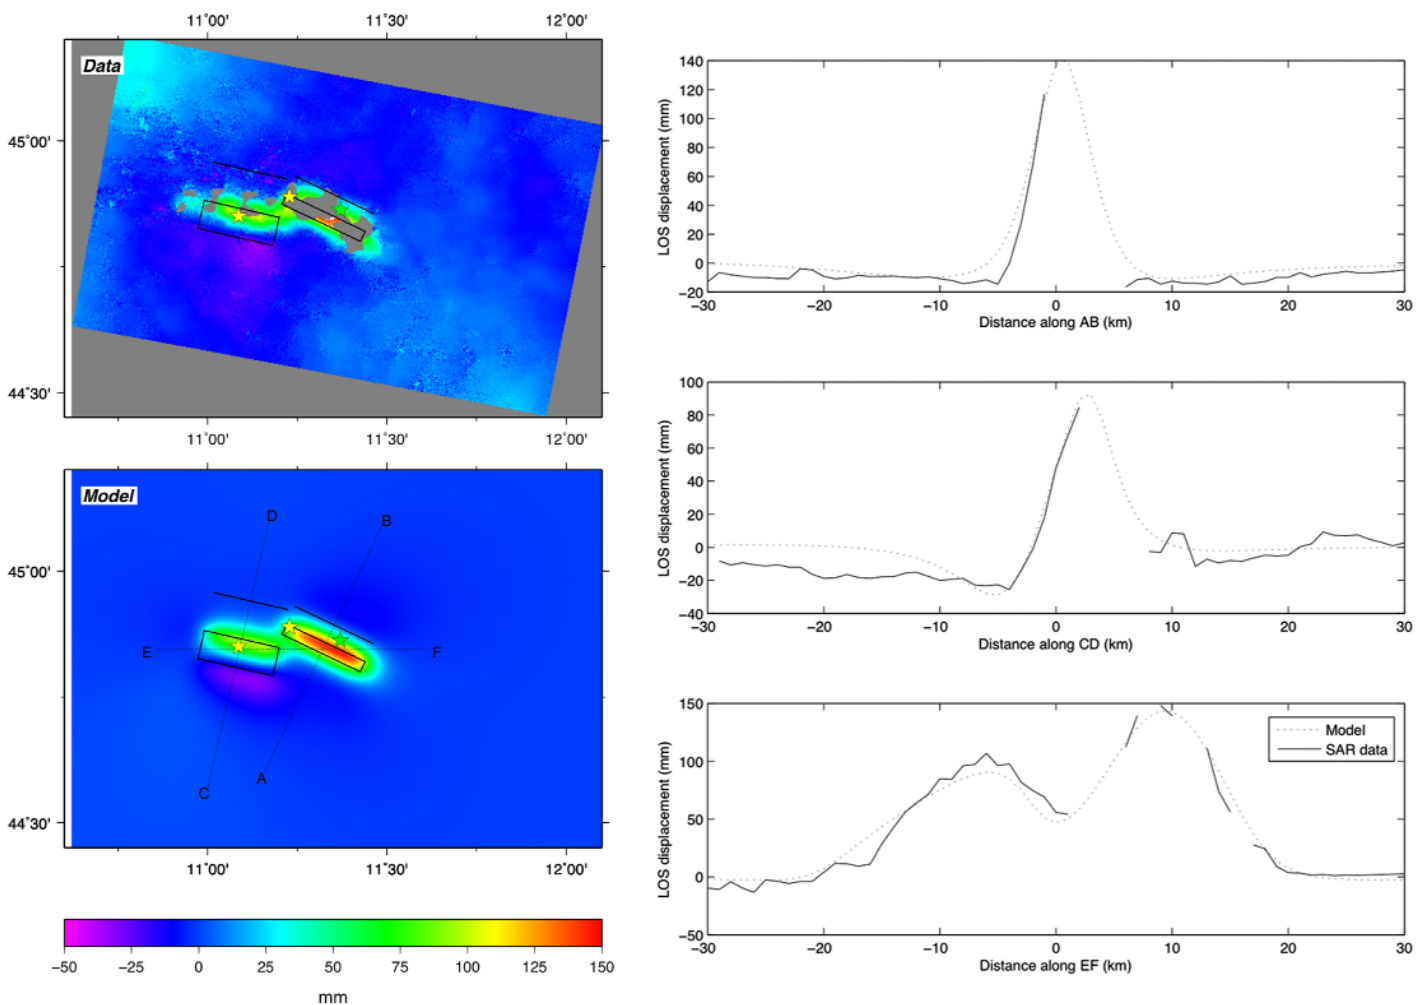 11˚00' 11˚30' 12˚00'
Data
45˚00'
44˚30'
11˚00' 11˚30' 12˚00'
Model
D
B
45˚00'
E
F
A
C
44˚30'
11˚00' 11˚30' 12˚00'
−50 −25 0 25 50 75 100 125 150
mm
140
120
100
80
60
40
20
0
−20
LOS displacement (mm)
−30 −20 −10 0 10 20 30
Distance along AB (km)
100
80
60
40
20
0
−20
−40
LOS displacement (mm)
−30 −20 −10 0 10 20 30
Distance along CD (km)
150
100
50
0
−50
LOS displacement (mm)
Model
SAR data
−30 −20 −10 0 10 20 30
Distance along EF (km)